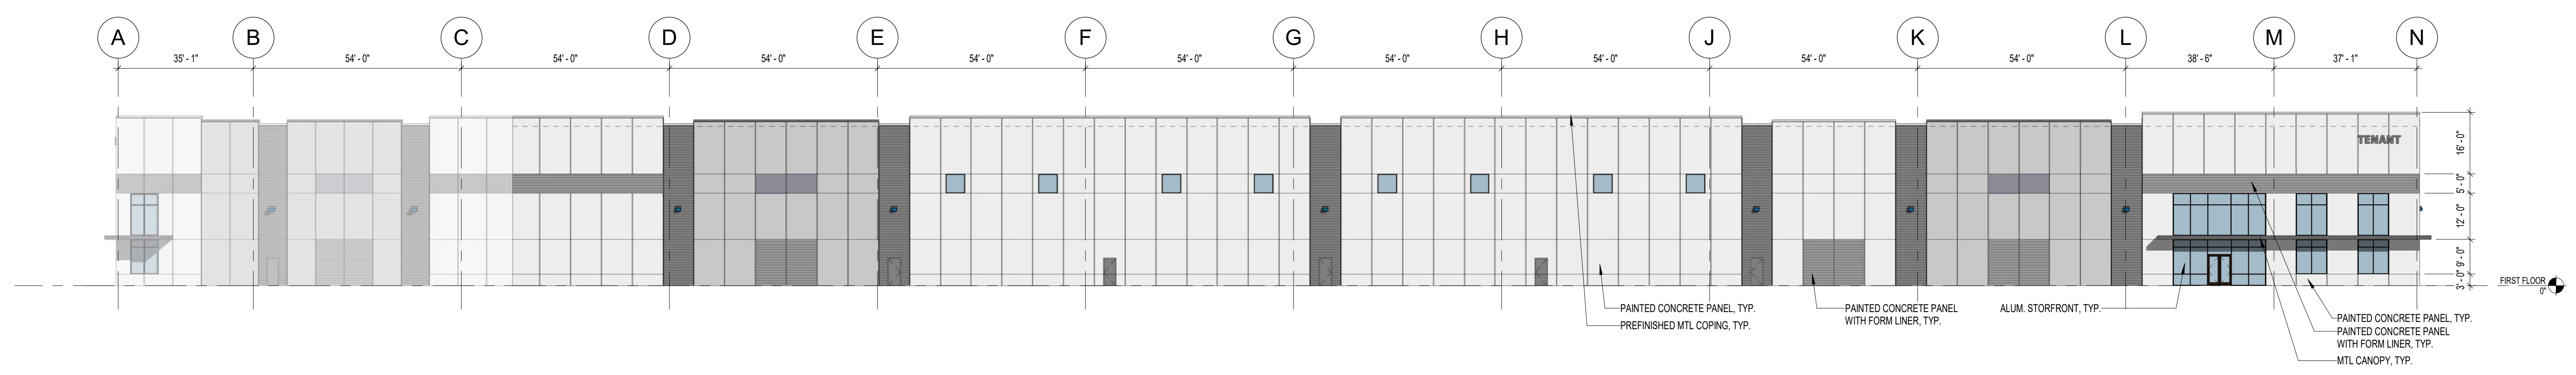 A B C D E F G H J K L M N
35' - 1" 54' - 0" 54' - 0" 54' - 0" 54' - 0" 54' - 0" 54' - 0" 54' - 0" 54' - 0" 54' - 0" 38' - 6" 37' - 1"
TENANT
16' - 0"
5' - 0"
12' - 0"
9' - 0"
3' - 0"
FIRST FLOOR
0"
PAINTED CONCRETE PANEL, TYP.
PREFINISHED MTL COPING, TYP.
PAINTED CONCRETE PANEL
WITH FORM LINER, TYP.
ALUM. STORFRONT, TYP.
PAINTED CONCRETE PANEL, TYP.
PAINTED CONCRETE PANEL
WITH FORM LINER, TYP.
MTL CANOPY, TYP.